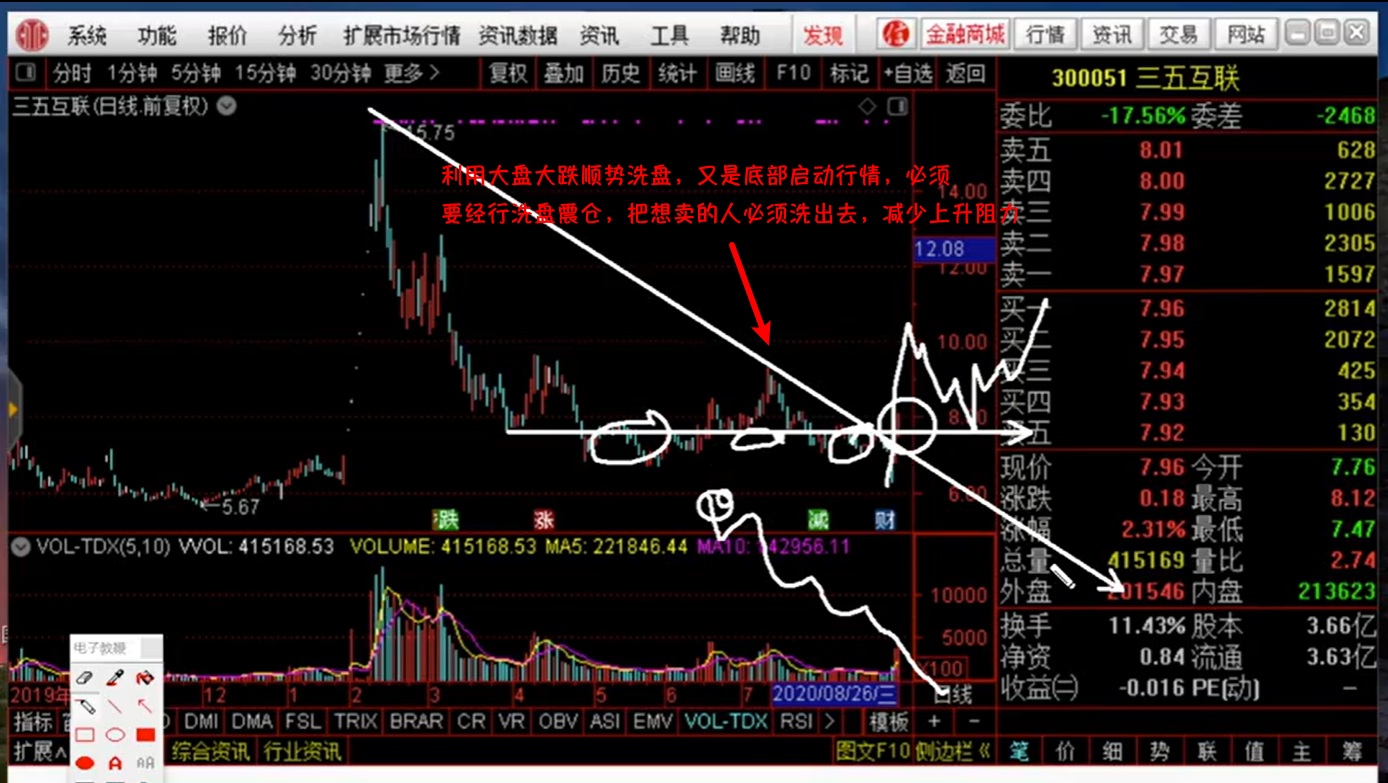 系统 功能 报价 分析 扩展市场行情 资讯数据 资讯 工具 帮助 发现 信 金融商城 行情 资讯 交易 网站
分时 1分钟 5分钟 15分钟 30分钟 更多> 复权 叠加 历史 统计 画线 F10 标记 +自选 返回
300051 三五互联
三五互联(日线.前复权)
委比 -17.56% 委差 -2468
15.75
卖五 8.01 628
利用大盘大跌顺势洗盘，又是底部启动行情，必须
卖四 8.00 2727
14.00
要经行洗盘震仓，把想卖的人必须洗出去，减少上升阻力
卖三 7.99 1006
12.08
卖二 7.98 2305
12.00
卖一 7.97 1597
买一 7.96 2814
10.00
买二 7.95 2072
买三 7.94 425
买四 7.93 354
8.00
买五 7.92 130
现价 7.96 今开 7.76
6.00
涨跌 0.18 最高 8.12
5.67
跌 涨 减 财
涨幅 2.31% 最低 7.47
VOL-TDX(5,10) VVOL: 415168.53 VOLUME: 415168.53 MA5: 221846.44 MA10: 42956.11
总量 415169 量比 2.74
外盘 201546 内盘 213623
10000
换手 11.43% 股本 3.66亿
5000
净资 0.84 流通 3.63亿
X100
收益㈡ -0.016 PE(动) —
电子教鞭
2019年 12 1 2 3 4 5 6 7 2020/08/26/三 日线
指标 DMI DMA FSL TRIX BRAR CR VR OBV ASI EMV VOL-TDX RSI > 模板 + -
扩展∧ 综合资讯 行业资讯 图文F10 侧边栏《 笔 价 细 势 联 值 主 筹
A AA